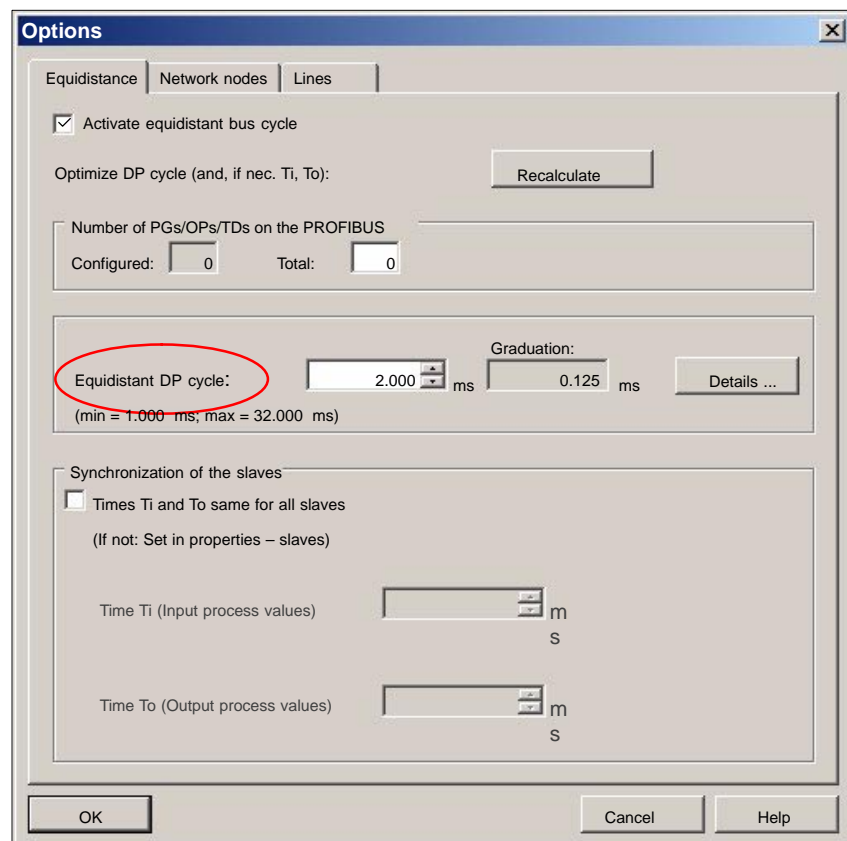 Options
Equidistance Network nodes Lines
Activate equidistant bus cycle
Optimize DP cycle (and, if nec. Ti, To): Recalculate
Number of PGs/OPs/TDs on the PROFIBUS
Configured: 0 Total: 0
Graduation:
Equidistant DP cycle: 2.000 ms 0.125 ms Details ...
(min = 1.000 ms; max = 32.000 ms)
Synchronization of the slaves
Times Ti and To same for all slaves
(If not: Set in properties – slaves)
Time Ti (Input process values) m
s
Time To (Output process values) m
s
OK Cancel Help